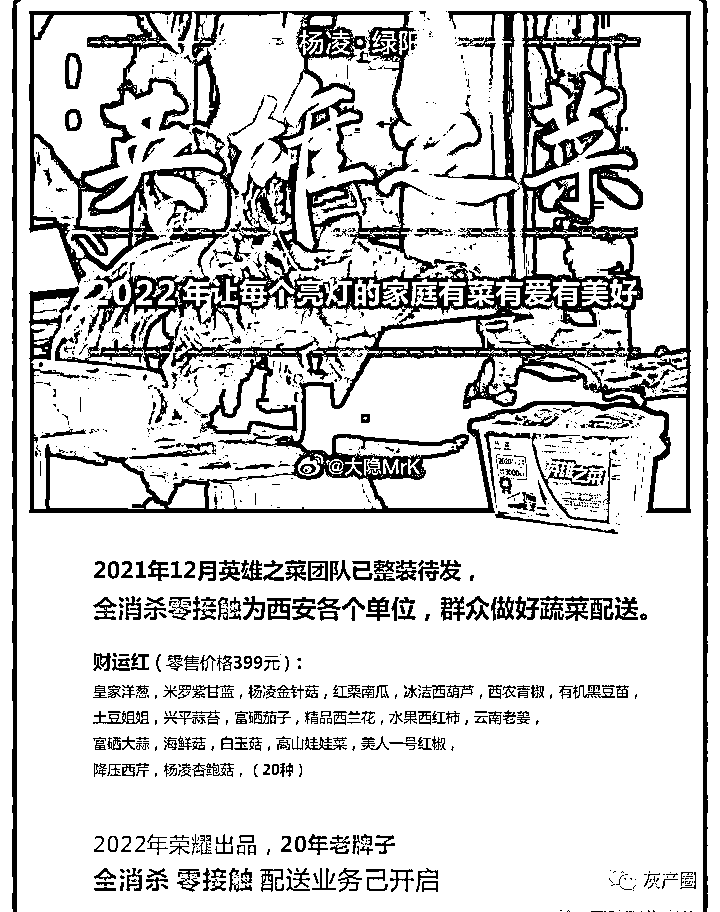 杨凌·绿阳
英雄之菜
2022年让每个亮灯的家庭有菜有爱有美好
英雄之菜
@大隐MrK
2021年12月英雄之菜团队已整装待发，
全消杀零接触为西安各个单位，群众做好蔬菜配送。
财运红（零售价格399元）：
皇家洋葱，米罗紫甘蓝，杨凌金针菇，红栗南瓜，冰洁西葫芦，西农青椒，有机黑豆苗，
土豆姐姐，兴平蒜苔，富硒茄子，精品西兰花，水果西红柿，云南老姜，
富硒大蒜，海鲜菇，白玉菇，高山娃娃菜，美人一号红椒，
降压西芹，杨凌杏鲍菇，（20种）
2022年荣耀出品，20年老牌子
全消杀 零接触 配送业务已开启
灰产圈